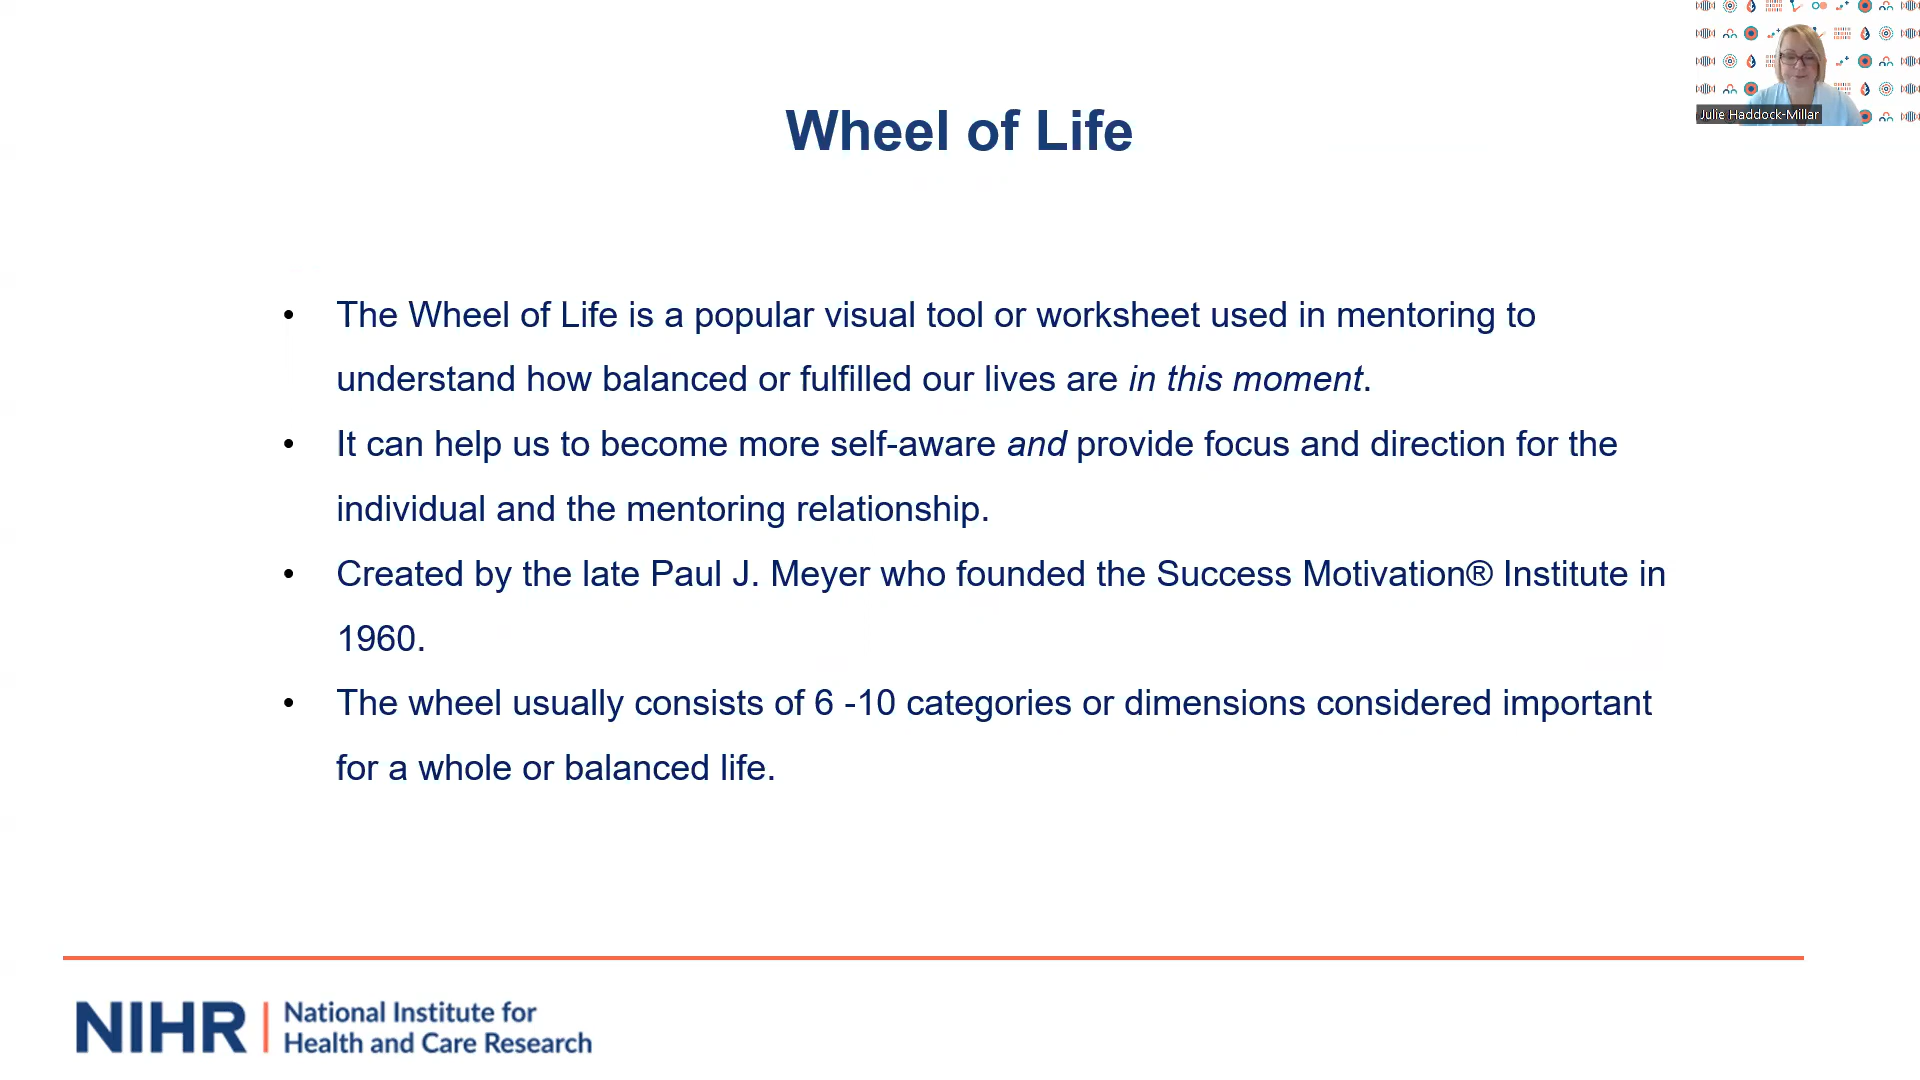 Julie Haddock-Millar
Wheel of Life
• The Wheel of Life is a popular visual tool or worksheet used in mentoring to
understand how balanced or fulfilled our lives are in this moment.
• It can help us to become more self-aware and provide focus and direction for the
individual and the mentoring relationship.
• Created by the late Paul J. Meyer who founded the Success Motivation® Institute in
1960.
• The wheel usually consists of 6 -10 categories or dimensions considered important
for a whole or balanced life.
NIHR | National Institute for
Health and Care Research